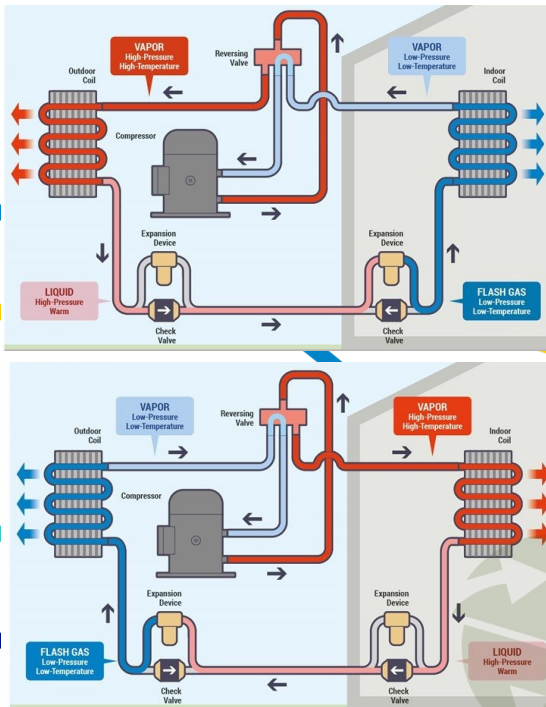 VAPOR
High-Pressure
High-Temperature
Reversing
Valve
VAPOR
Low-Pressure
Low-Temperature
Outdoor
Coil
Indoor
Coil
Compressor
Expansion
Device
Expansion
Device
LIQUID
High-Pressure
Warm
Check
Valve
Check
Valve
FLASH GAS
Low-Pressure
Low-Temperature
VAPOR
Low-Pressure
Low-Temperature
Reversing
Valve
VAPOR
High-Pressure
High-Temperature
Outdoor
Coil
Indoor
Coil
Compressor
Expansion
Device
Expansion
Device
FLASH GAS
Low-Pressure
Low-Temperature
Check
Valve
Check
Valve
LIQUID
High-Pressure
Warm